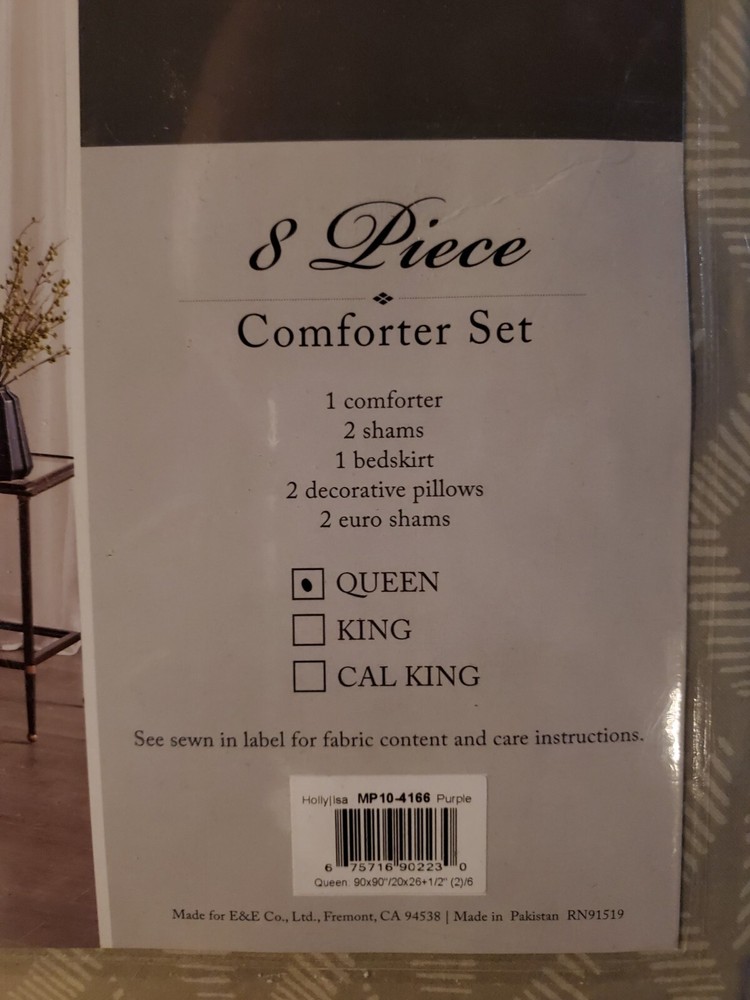 8 Piece
Comforter Set
1 comforter
2 shams
1 bedskirt
2 decorative pillows
2 euro shams
QUEEN
KING
CAL KING
See sewn in label for fabric content and care instructions.
Holly|Isa MP10-4166 Purple
6 75716 90223 0
Queen 90x90"/20x26+1/2" (2)/6
Made for E&E Co., Ltd., Fremont, CA 94538 | Made in Pakistan RN91519